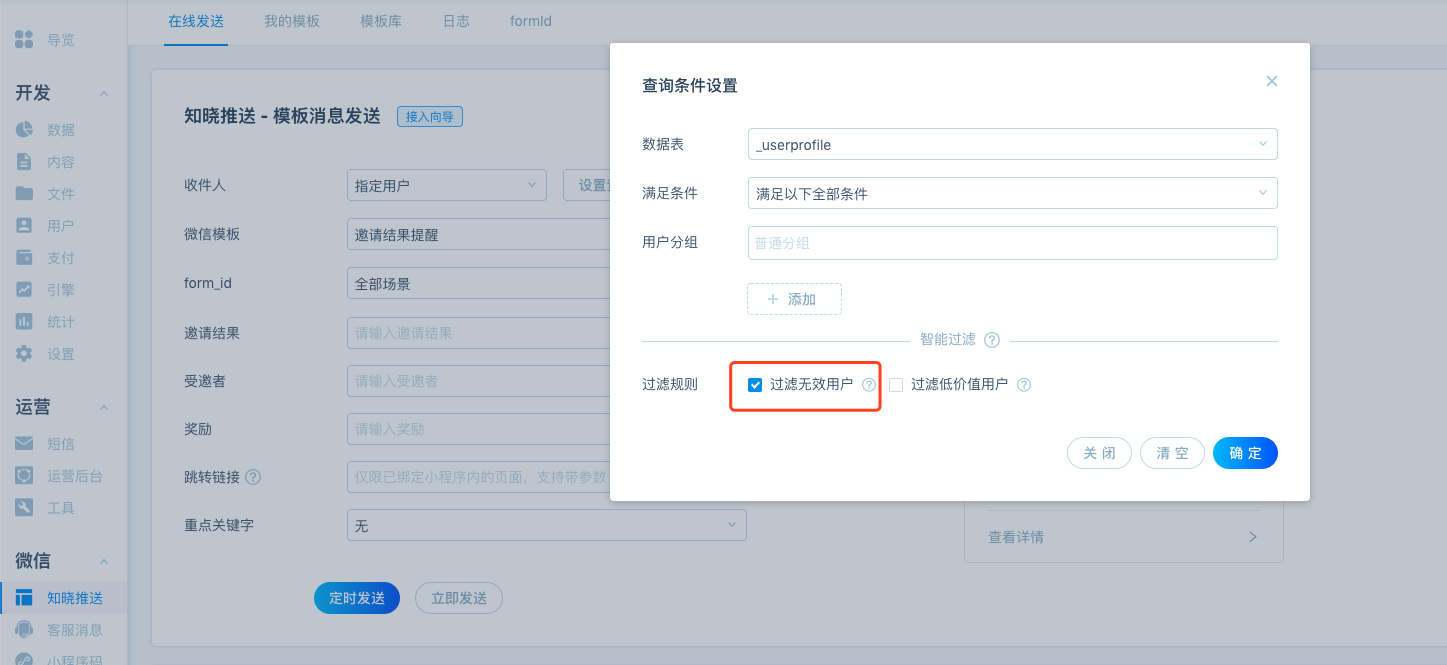 在线发送
我的模板
模板库
日志
formId
导览
开发
数据
内容
文件
用户
支付
引擎
统计
设置
运营
短信
运营后台
工具
微信
知晓推送
客服消息
小程序码
知晓推送 - 模板消息发送
接入向导
收件人
指定用户
设置
微信模板
邀请结果提醒
form_id
全部场景
邀请结果
请输入邀请结果
受邀者
请输入受邀者
奖励
请输入奖励
跳转链接 ?
仅限已绑定小程序内的页面，支持带参数
重点关键字
无
定时发送
立即发送
查看详情
查询条件设置
数据表
_userprofile
满足条件
满足以下全部条件
用户分组
普通分组
+ 添加
智能过滤 ?
过滤规则
过滤无效用户 ?
过滤低价值用户 ?
关 闭
清 空
确 定